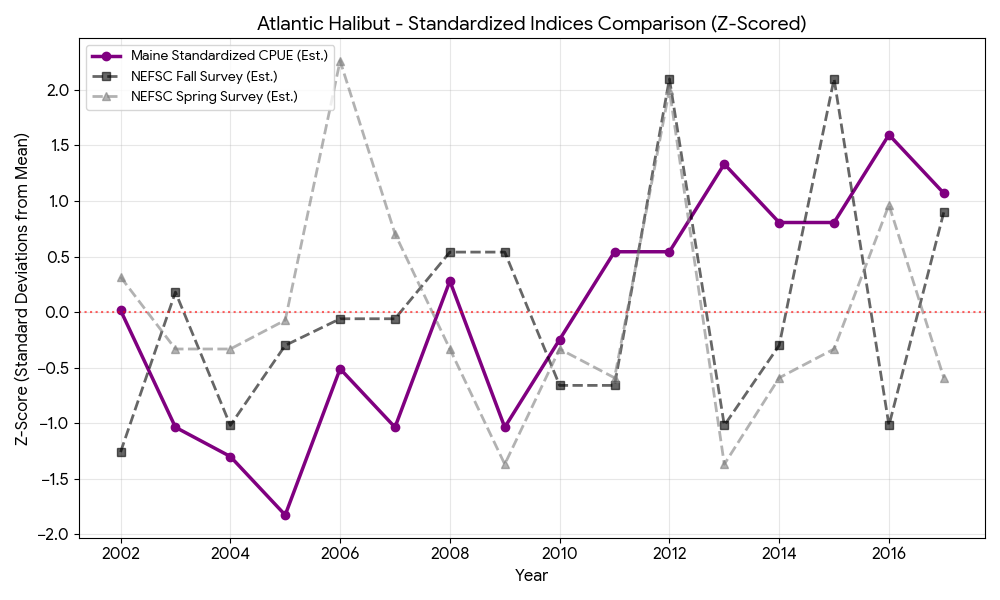 Atlantic Halibut - Standardized Indices Comparison (Z-Scored)
Maine Standardized CPUE (Est.)
NEFSC Fall Survey (Est.)
NEFSC Spring Survey (Est.)
Z-Score (Standard Deviations from Mean)
2.0
1.5
1.0
0.5
0.0
−0.5
−1.0
−1.5
−2.0
2002 2004 2006 2008 2010 2012 2014 2016
Year